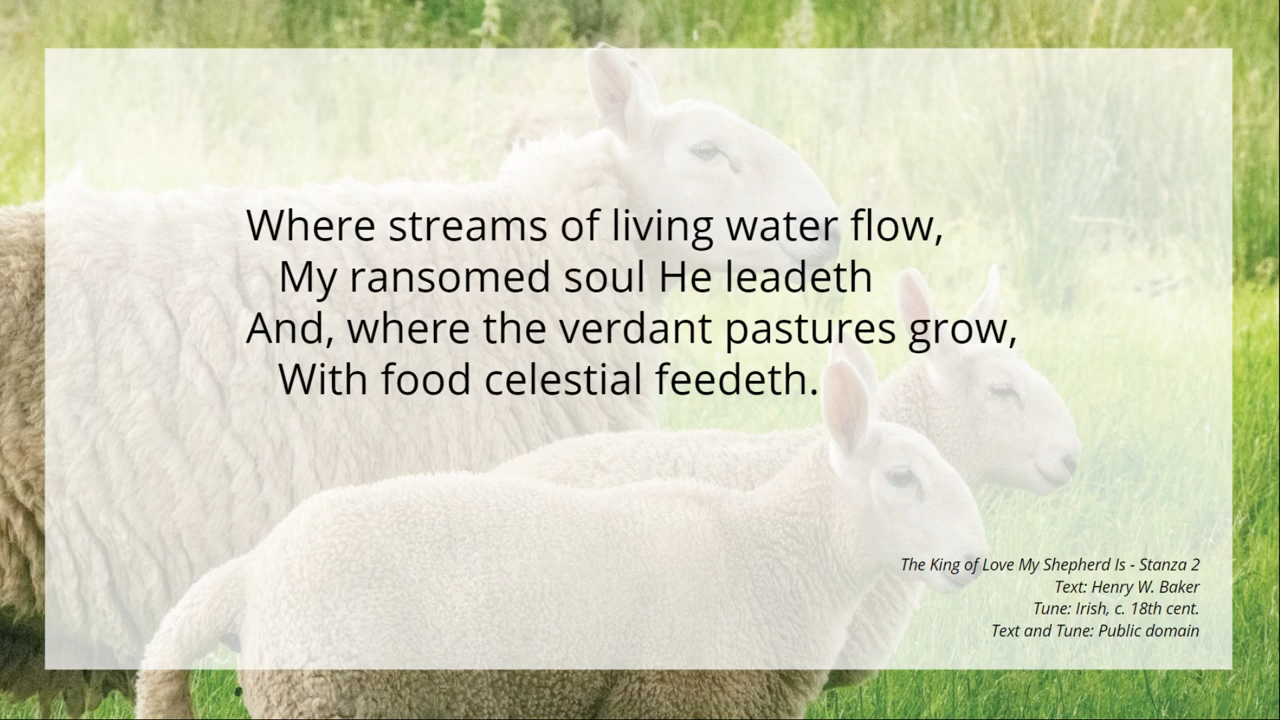 Where streams of living water flow,
My ransomed soul He leadeth
And, where the verdant pastures grow,
With food celestial feedeth.
The King of Love My Shepherd Is - Stanza 2
Text: Henry W. Baker
Tune: Irish, c. 18th cent.
Text and Tune: Public domain